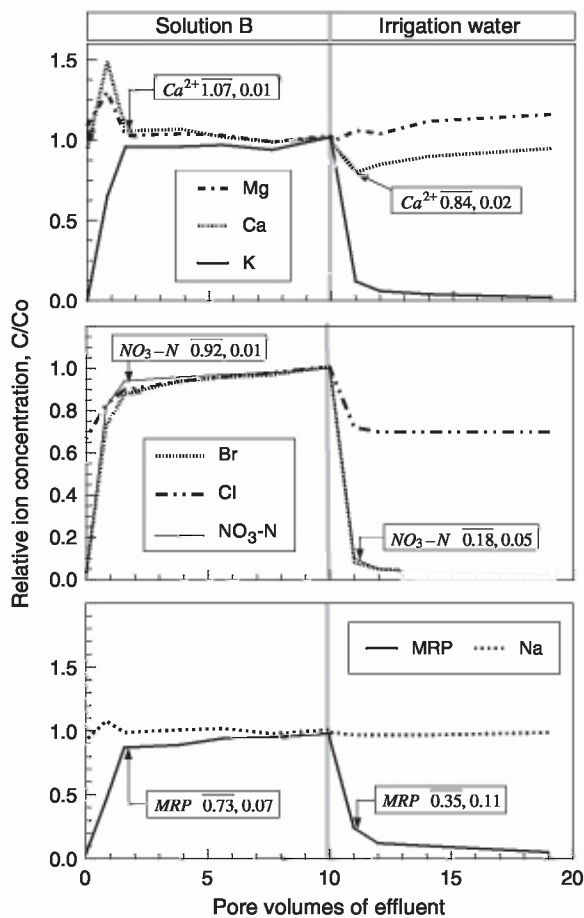 Solution B Irrigation water
1.5
1.0
0.5
0.0
Ca2+ 1.07, 0.01
Ca2+ 0.84, 0.02
Mg
Ca
K
Relative ion concentration, C/Co
1.0
0.8
0.6
0.4
0.2
0.0
NO3–N 0.92, 0.01
Br
Cl
NO3-N
NO3–N 0.18, 0.05
1.5
1.0
0.5
0.0
MRP Na
MRP 0.73, 0.07
MRP 0.35, 0.11
0 5 10 10 15 20
Pore volumes of effluent